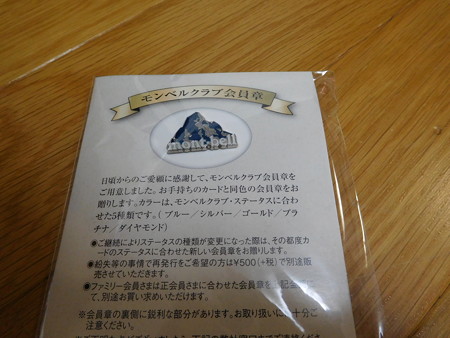 モンベルクラブ会員章
mont-bell
日頃からのご愛顧に感謝して、モンベルクラブ会員章を
ご用意しました。お手持ちのカードと同色の会員章をお
贈りします。カラーは、モンベルクラブ・ステータスに合わ
せた5種類です。（ブルー／シルバー／ゴールド／プラ
チナ／ダイヤモンド）
●ご継続によりステータスの種類が変更になった際は、その都度カ
ードのステータスに合わせた新しい会員章をお贈りします。
●紛失等の事情で再発行をご希望の方は¥500（+税）で別途販
売させていただきます。
●ファミリー会員さまは正会員さまに合わせた会員章を上記会
て、別途お買い求めいただけます。
※会員章の裏側に鋭利な部分があります。お取り扱いに十分ご
注意ください。